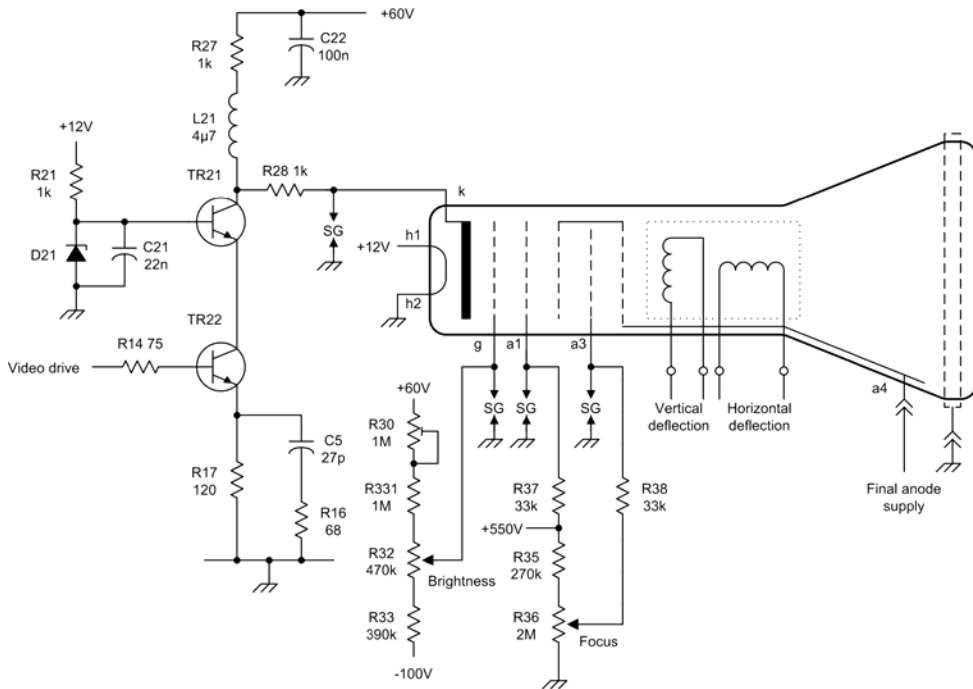 +60V
R27
1k
C22
100n
L21
4µ7
+12V
R21
1k
TR21
R28 1k
k
D21
C21
22n
SG
+12V
h1
h2
TR22
R14 75
Video drive
g
a1
a3
a4
+60V
SG
SG
SG
Vertical
deflection
Horizontal
deflection
R30
1M
C5
27p
R17
120
R16
68
R331
1M
R37
33k
R38
33k
Final anode
supply
+550V
R32
470k
Brightness
R35
270k
R33
390k
R36
2M
Focus
-100V